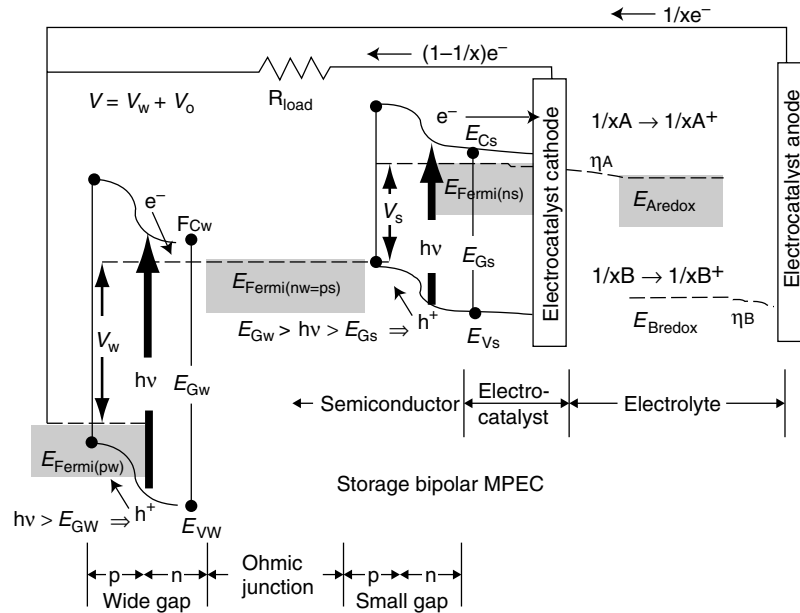 1/xe⁻
(1–1/x)e⁻
R_load
V = V_w + V_o
e⁻
E_Cs
Electrocatalyst cathode
1/xA → 1/xA⁺
ηA
E_Aredox
Electrocatalyst anode
E_Fermi(ns)
V_s
hν
E_Gs
e⁻
F_Cw
E_Fermi(nw=ps)
1/xB → 1/xB⁺
E_Bredox
ηB
V_w
hν
E_Gw
E_Gw > hν > E_Gs ⇒ h⁺
E_Vs
Semiconductor
Electro-
catalyst
Electrolyte
E_Fermi(pw)
hν > E_GW ⇒ h⁺
E_VW
Storage bipolar MPEC
p n
Wide gap
Ohmic
junction
p n
Small gap